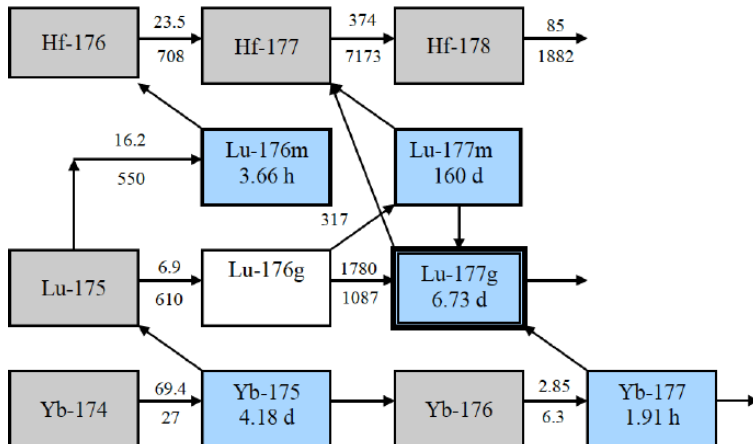 23.5
374
85
Hf-176
Hf-177
Hf-178
708
7173
1882
16.2
Lu-176m
3.66 h
Lu-177m
160 d
550
317
6.9
Lu-176g
1780
Lu-177g
6.73 d
Lu-175
610
1087
69.4
Yb-175
4.18 d
2.85
Yb-177
1.91 h
Yb-174
27
Yb-176
6.3